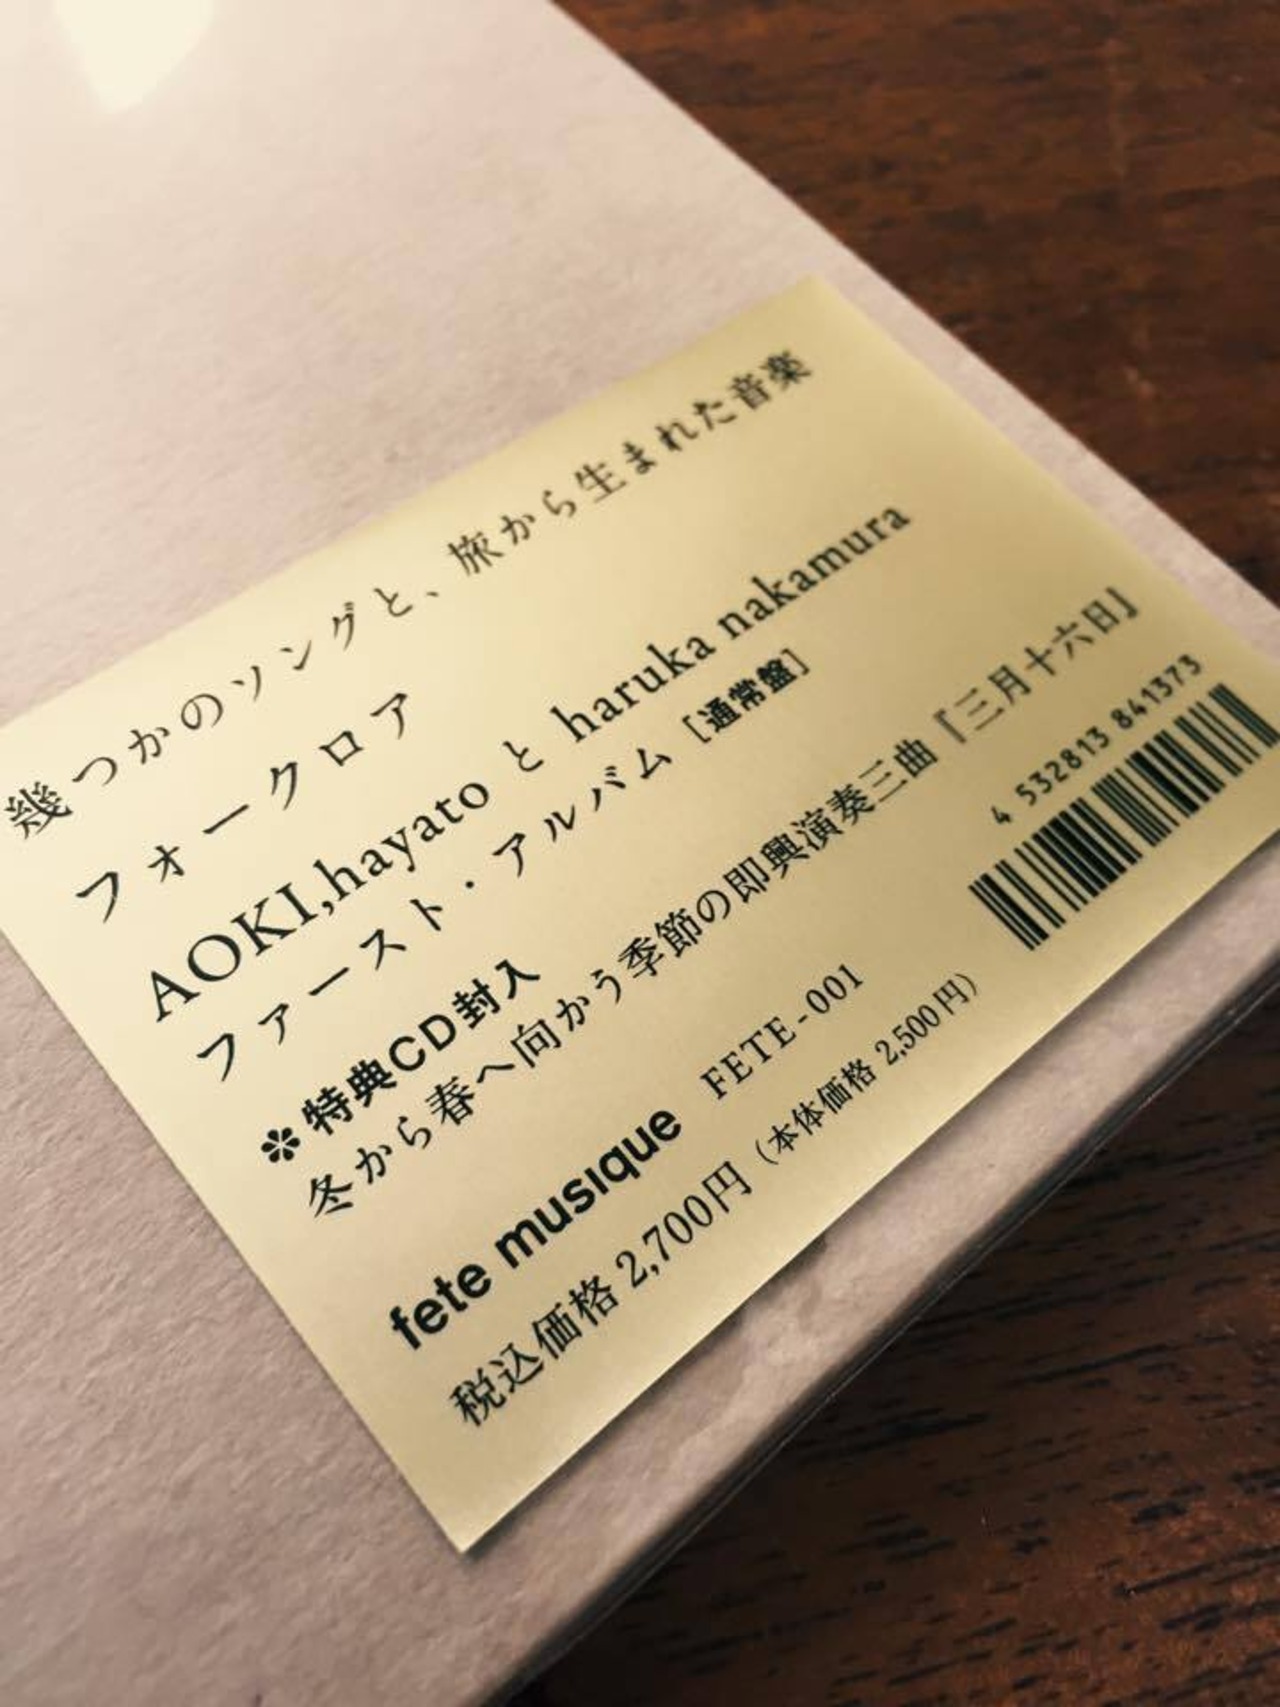 幾つかのソングと、旅から生まれた音楽
フォークロア
AOKI,hayato と haruka nakamura
ファースト・アルバム [通常盤]
✽特典CD封入
冬から春へ向かう季節の即興演奏三曲『三月十六日』
4 532813 841373
fete musique FETE-001
税込価格 2,700円（本体価格 2,500円）